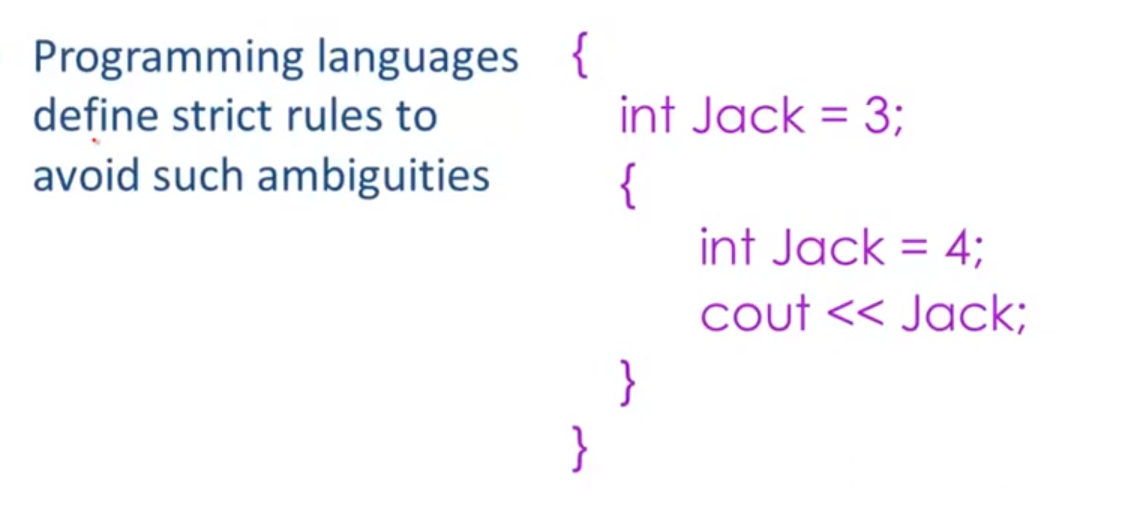 Programming languages
define strict rules to
avoid such ambiguities
{
int Jack = 3;
{
int Jack = 4;
cout << Jack;
}
}